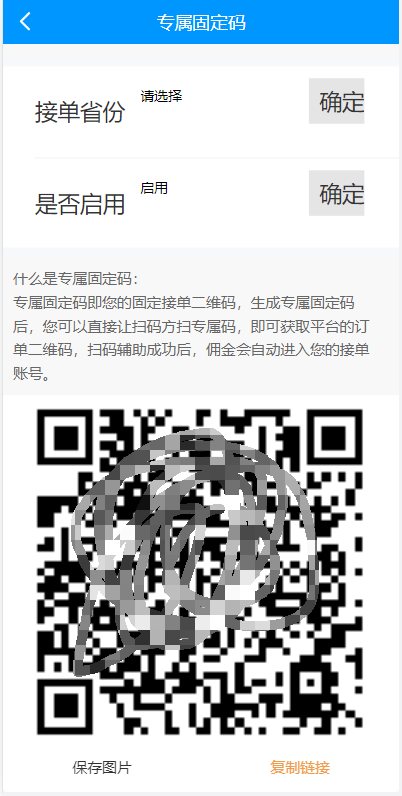 专属固定码
接单省份
请选择
确定
是否启用
启用
确定
什么是专属固定码：
专属固定码即您的固定接单二维码，生成专属固定码
后，您可以直接让扫码方扫专属码，即可获取平台的订
单二维码，扫码辅助成功后，佣金会自动进入您的接单
账号。
保存图片
复制链接